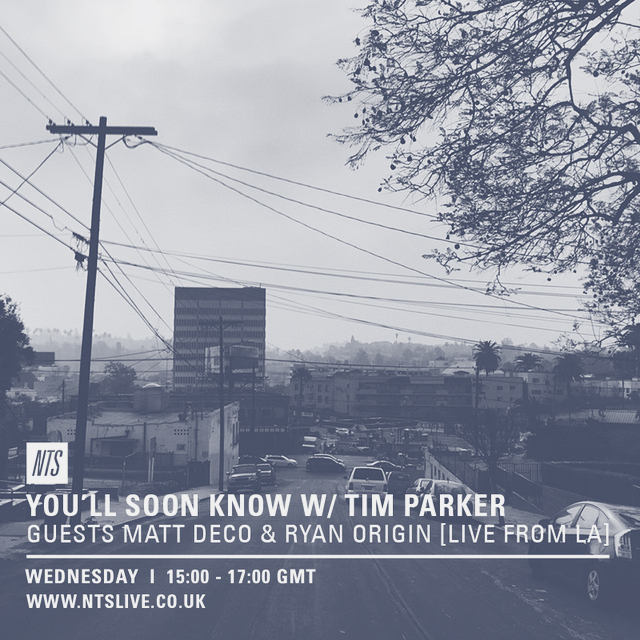 NTS
YOU´LL SOON KNOW W/ TIM PARKER
GUESTS MATT DECO & RYAN ORIGIN [LIVE FROM LA]
WEDNESDAY I 15:00 - 17:00 GMT
WWW.NTSLIVE.CO.UK